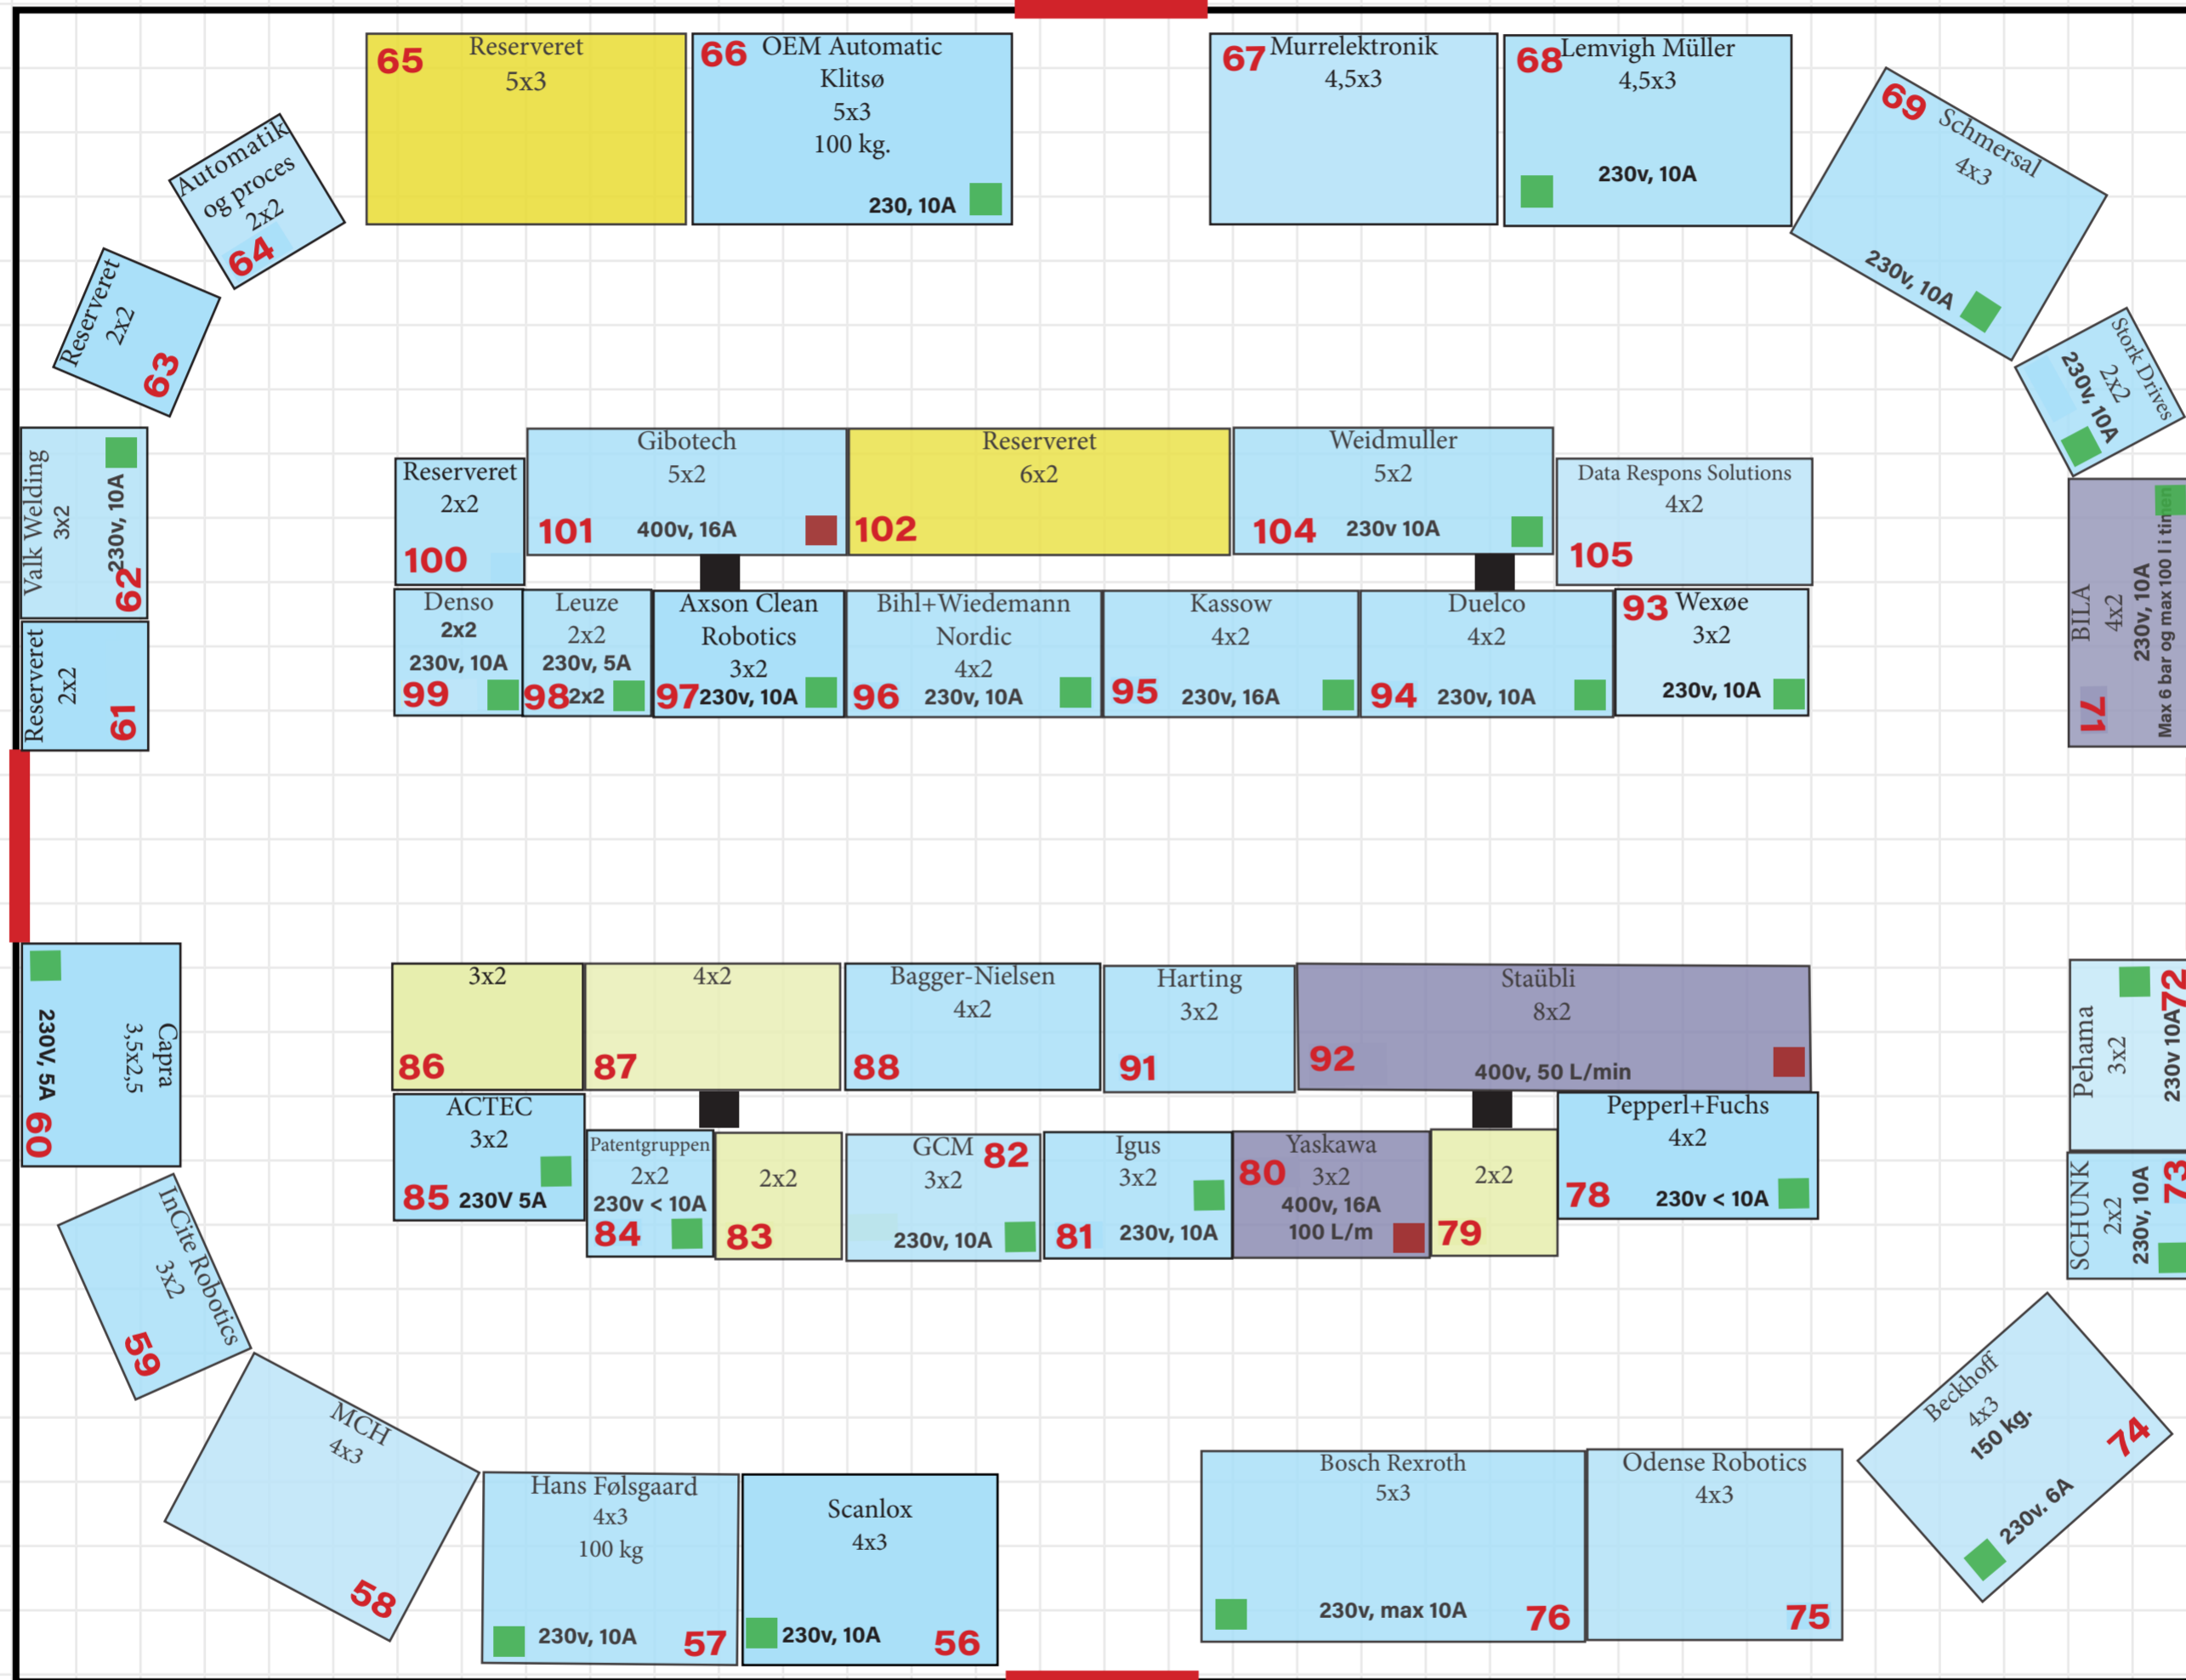 65
Reserveret
5x3
66
OEM Automatic
Klitsø
5x3
100 kg.
230, 10A
67
Murrelektronik
4,5x3
68
Lemvigh Müller
4,5x3
230v, 10A
69
Schmersal
4x3
230v, 10A
Automatik
og proces
2x2
64
Reserveret
2x2
63
Stork Drives
2x2
230v, 10A
Valk Welding
3x2
230v, 10A
62
Reserveret
2x2
61
Reserveret
2x2
100
Gibotech
5x2
101
400v, 16A
Reserveret
6x2
102
Weidmuller
5x2
104
230v 10A
Data Respons Solutions
4x2
105
Denso
2x2
230v, 10A
99
Leuze
2x2
230v, 5A
98
2x2
Axson Clean
Robotics
3x2
97
230v, 10A
Bihl+Wiedemann
Nordic
4x2
96
230v, 10A
Kassow
4x2
95
230v, 16A
Duelco
4x2
94
230v, 10A
93
Wexøe
3x2
230v, 10A
BILA
4x2
230v, 10A
Max 6 bar og max 100 l i timen
71
Capra
3,5x2,5
230V, 5A
60
3x2
86
4x2
87
Bagger-Nielsen
4x2
88
Harting
3x2
91
Staübli
8x2
92
400v, 50 L/min
Pehama
3x2
230v 10A
72
ACTEC
3x2
85
230V 5A
Patentgruppen
2x2
230v < 10A
84
2x2
83
GCM
82
3x2
230v, 10A
Igus
3x2
81
230v, 10A
Yaskawa
80
3x2
400v, 16A
100 L/m
2x2
79
Pepperl+Fuchs
4x2
78
230v < 10A
SCHUNK
2x2
230v, 10A
73
InCite Robotics
3x2
59
MCH
4x3
58
Hans Følsgaard
4x3
100 kg
230v, 10A
57
Scanlox
4x3
230v, 10A
56
Bosch Rexroth
5x3
230v, max 10A
76
Odense Robotics
4x3
75
Beckhoff
4x3
150 kg.
230v. 6A
74